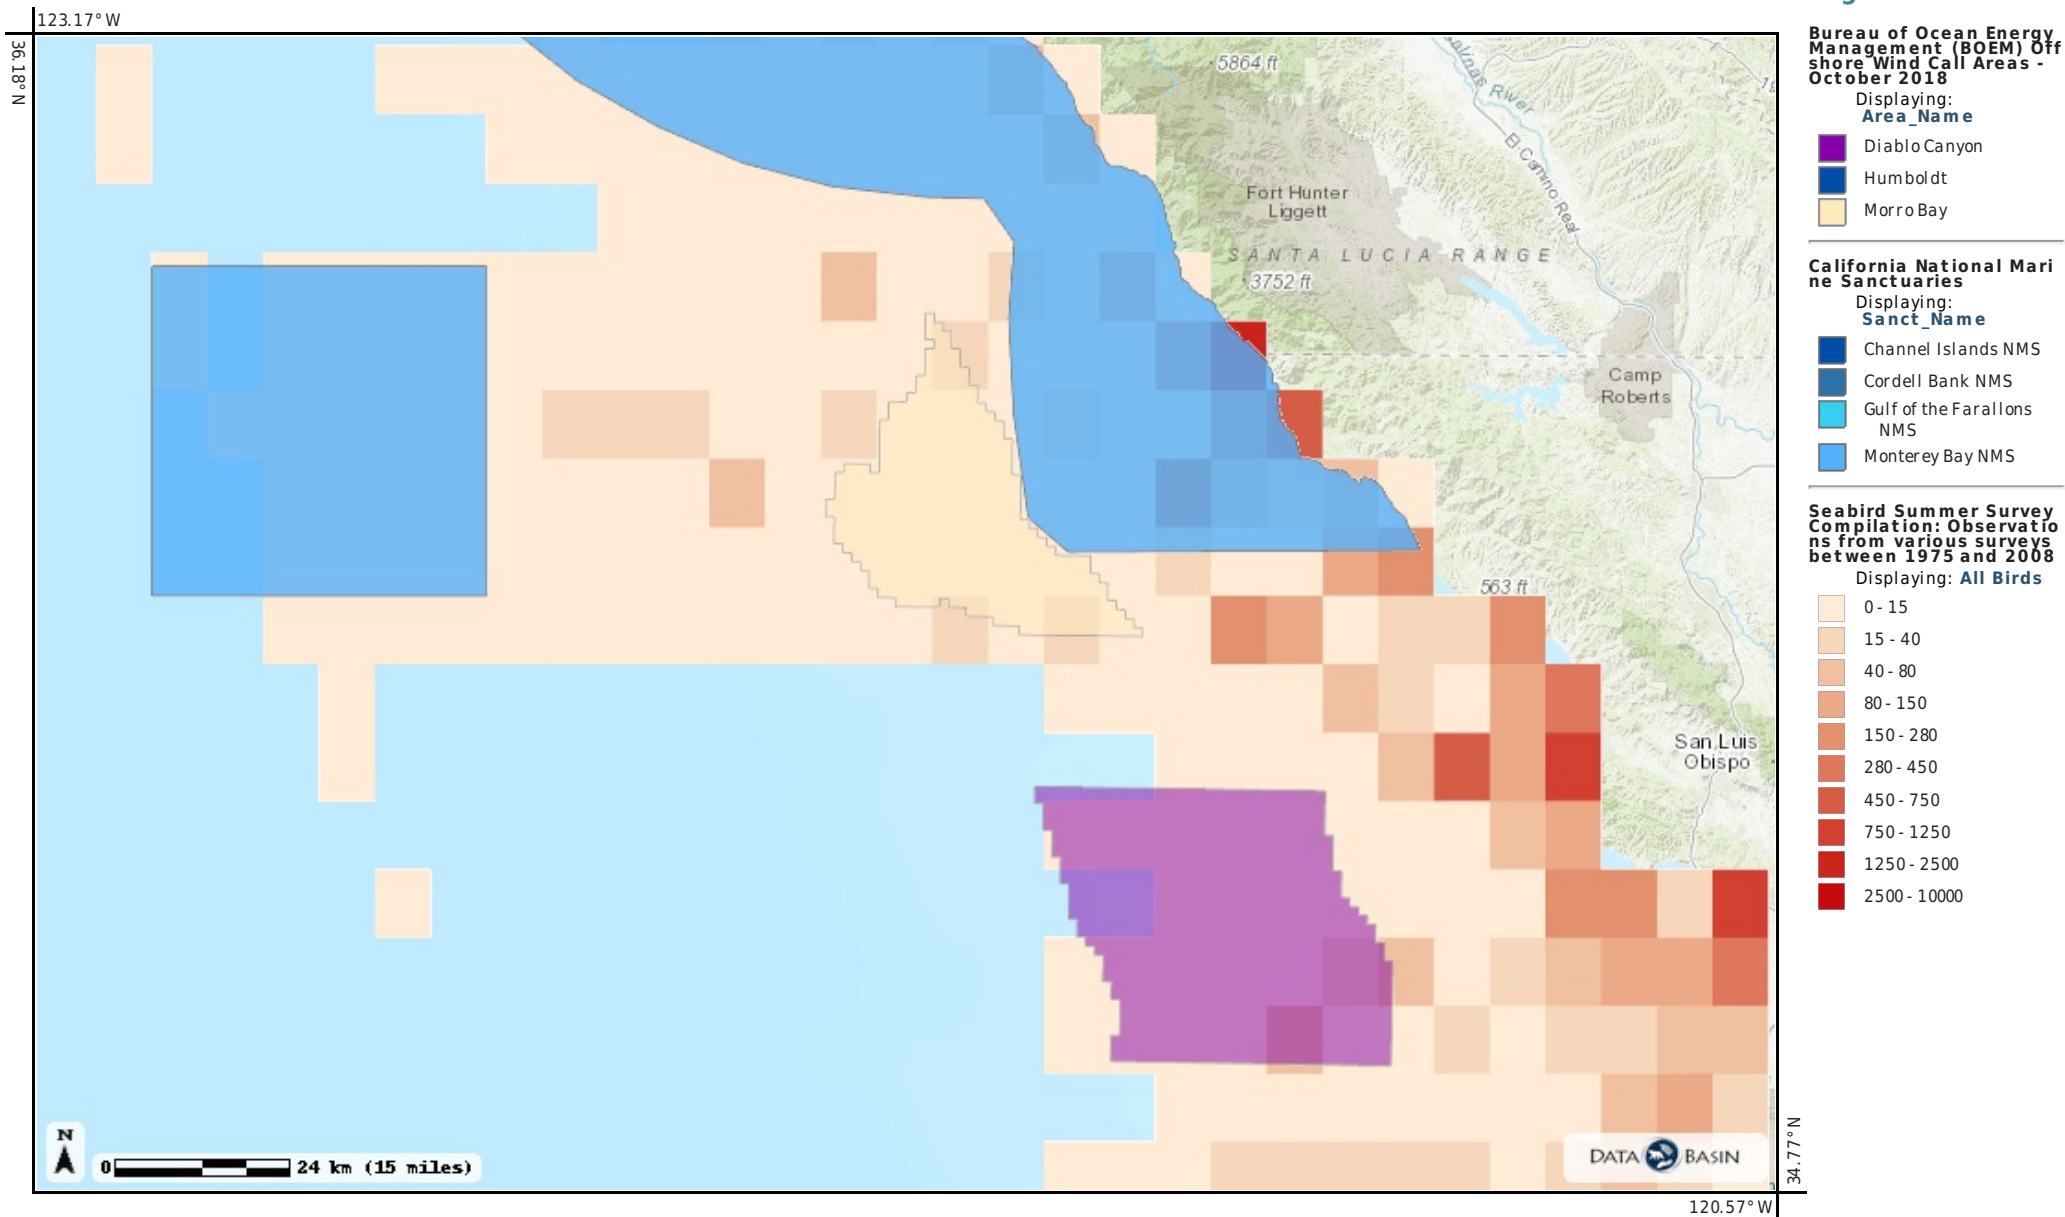 123.17° W
36.18° N
5864 ft
Salinas River
El Camino Real
Fort Hunter
Liggett
SANTA LUCIA RANGE
3752 ft
Camp
Roberts
563 ft
San Luis
Obispo
N
0 24 km (15 miles)
DATA BASIN
34.77° N
120.57° W
Bureau of Ocean Energy
Management (BOEM) Off
shore Wind Call Areas -
October 2018
Displaying:
Area_Name
Diablo Canyon
Humboldt
Morro Bay
California National Mari
ne Sanctuaries
Displaying:
Sanct_Name
Channel Islands NMS
Cordell Bank NMS
Gulf of the Farallons
NMS
Monterey Bay NMS
Seabird Summer Survey
Compilation: Observatio
ns from various surveys
between 1975 and 2008
Displaying: All Birds
0 - 15
15 - 40
40 - 80
80 - 150
150 - 280
280 - 450
450 - 750
750 - 1250
1250 - 2500
2500 - 10000